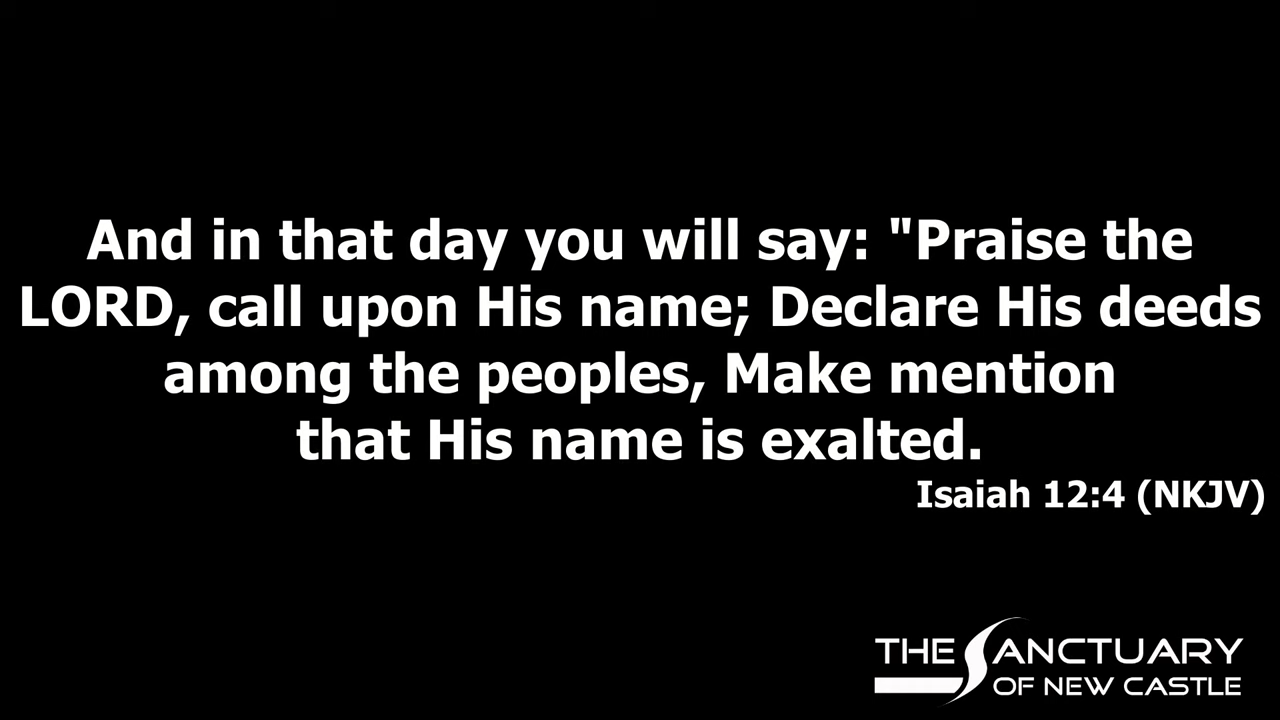 And in that day you will say: "Praise the
LORD, call upon His name; Declare His deeds
among the peoples, Make mention
that His name is exalted.
Isaiah 12:4 (NKJV)
THE SANCTUARY
OF NEW CASTLE